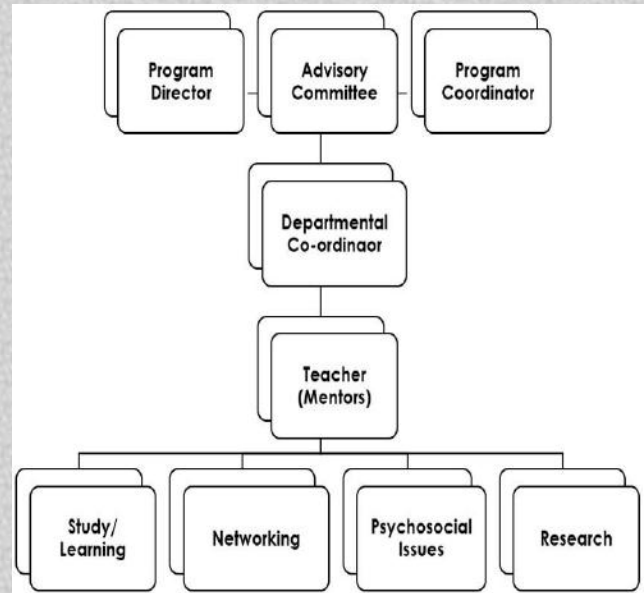 Program
Director
Advisory
Committee
Program
Coordinator
Departmental
Co-ordinaor
Teacher
(Mentors)
Study/
Learning
Networking
Psychosocial
Issues
Research